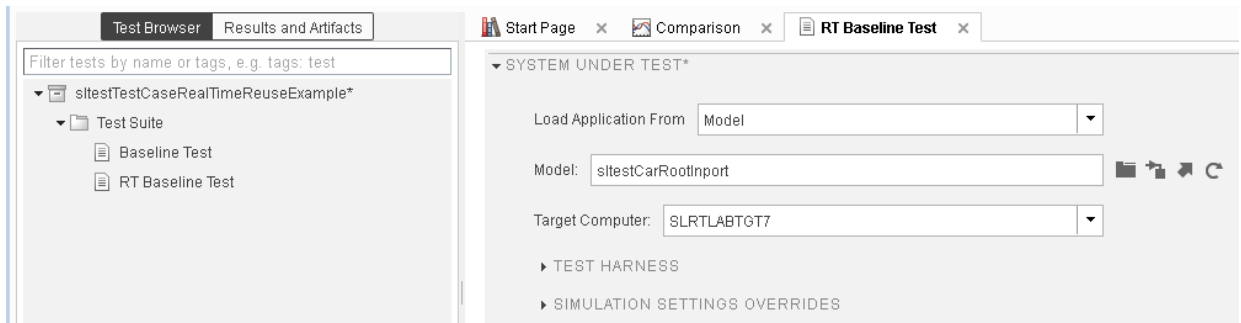 Test Browser Results and Artifacts
Filter tests by name or tags, e.g. tags: test
sltestTestCaseRealTimeReuseExample*
Test Suite
Baseline Test
RT Baseline Test
Start Page Comparison RT Baseline Test
SYSTEM UNDER TEST*
Load Application From Model
Model: sltestCarRootInport
Target Computer: SLRTLABTGT7
TEST HARNESS
SIMULATION SETTINGS OVERRIDES